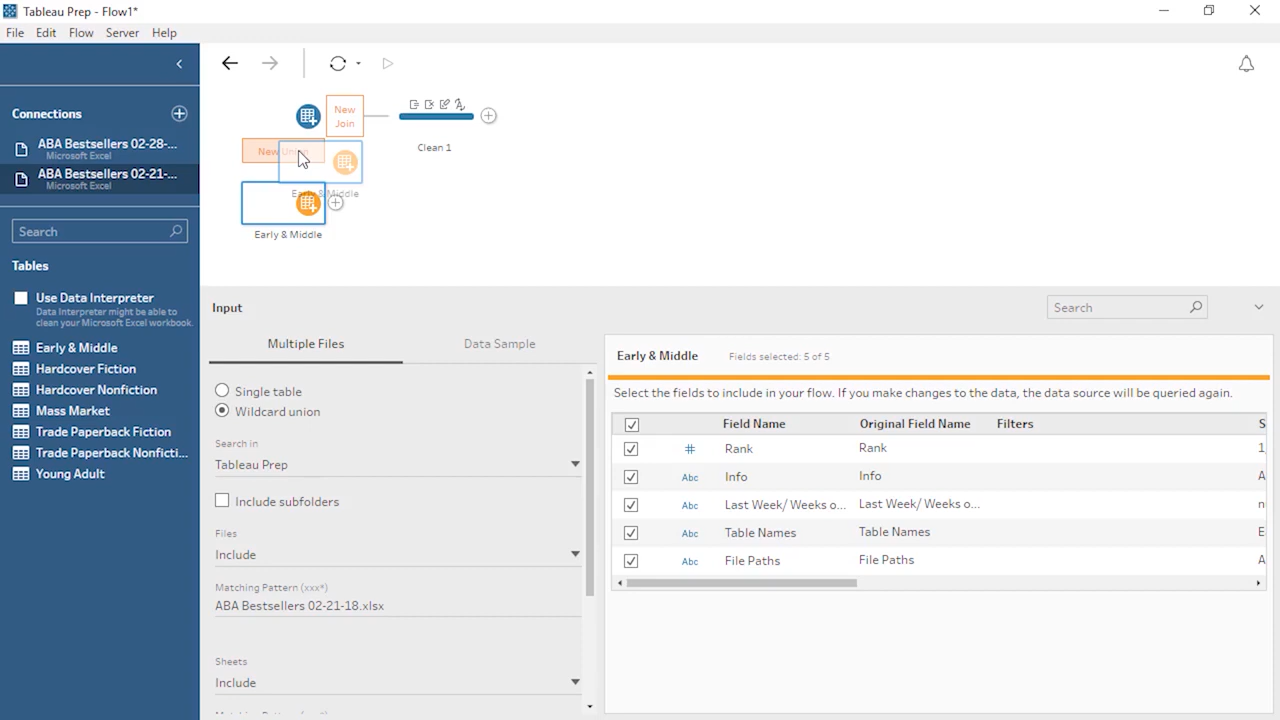 Tableau Prep - Flow1*
File Edit Flow Server Help
Connections
ABA Bestsellers 02-28-...
Microsoft Excel
ABA Bestsellers 02-21-...
Microsoft Excel
Search
Tables
Use Data Interpreter
Data Interpreter might be able to
clean your Microsoft Excel workbook.
Early & Middle
Hardcover Fiction
Hardcover Nonfiction
Mass Market
Trade Paperback Fiction
Trade Paperback Nonficti...
Young Adult
New
Join
New Union
Early & Middle
Early & Middle
Clean 1
Input
Search
Multiple Files
Data Sample
Single table
Wildcard union
Search in
Tableau Prep
Include subfolders
Files
Include
Matching Pattern (xxx*)
ABA Bestsellers 02-21-18.xlsx
Sheets
Include
Early & Middle Fields selected: 5 of 5
Select the fields to include in your flow. If you make changes to the data, the data source will be queried again.
Field Name Original Field Name Filters S
# Rank Rank 1,
Abc Info Info A
Abc Last Week/ Weeks o... Last Week/ Weeks o... n
Abc Table Names Table Names E
Abc File Paths File Paths A